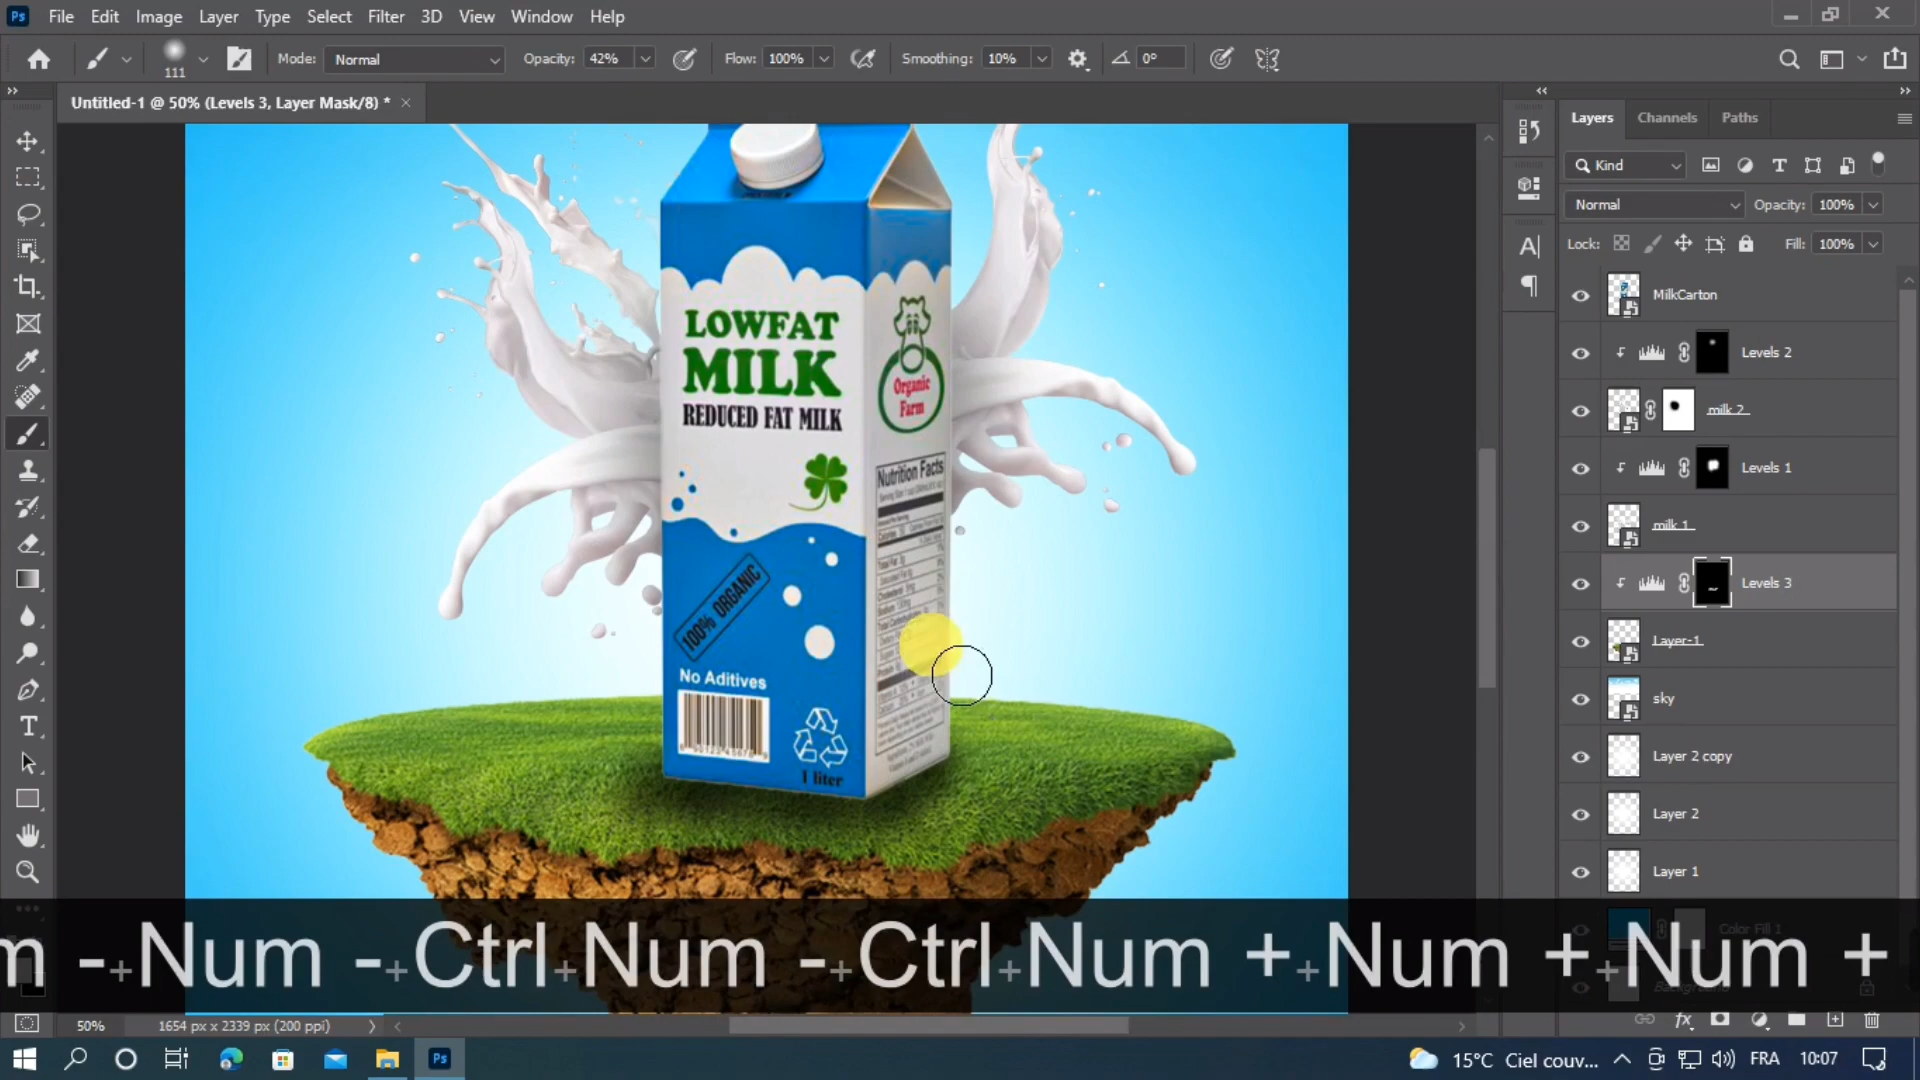 Ps File Edit Image Layer Type Select Filter 3D View Window Help
111 Mode: Normal Opacity: 42% Flow: 100% Smoothing: 10% 0°
Untitled-1 @ 50% (Levels 3, Layer Mask/8) * ×
LOWFAT
MILK
REDUCED FAT MILK
Organic
Farm
Nutrition Facts
100% ORGANIC
No Aditives
1 liter
Layers Channels Paths
Kind
Normal Opacity: 100%
Lock: Fill: 100%
MilkCarton
Levels 2
milk 2
Levels 1
milk 1
Levels 3
Layer-1
sky
Layer 2 copy
Layer 2
Layer 1
Color Fill 1
Background
m -+Num -+Ctrl+Num -+Ctrl+Num ++Num ++Num +
50% 1654 px x 2339 px (200 ppi)
Ps 15°C Ciel couv... FRA 10:07